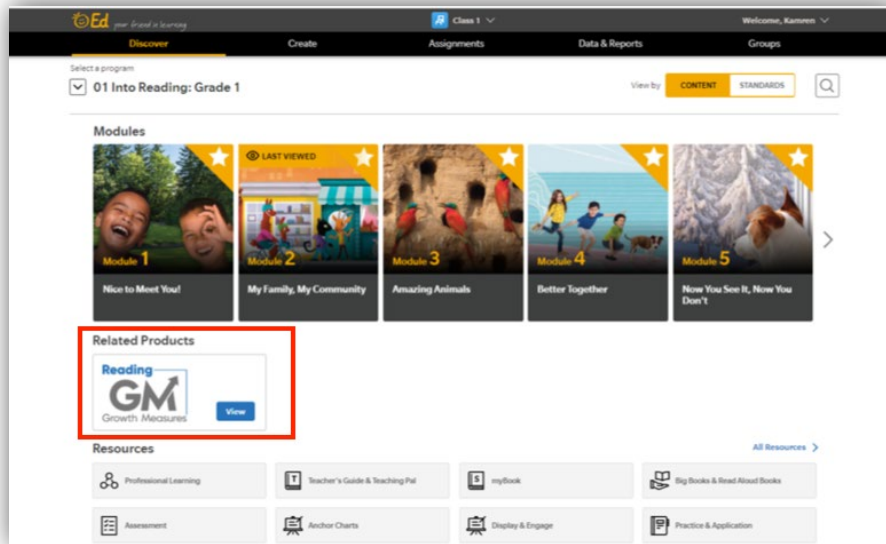 Ed your friend in learning
Class 1
Welcome, Kamren
Discover
Create
Assignments
Data & Reports
Groups
Select a program
01 Into Reading: Grade 1
View by
CONTENT
STANDARDS
Modules
Module 1
Nice to Meet You!
LAST VIEWED
Module 2
My Family, My Community
Module 3
Amazing Animals
Module 4
Better Together
Module 5
Now You See It, Now You
Don't
Related Products
Reading
GM
Growth Measures
View
Resources
All Resources
Professional Learning
T
Teacher's Guide & Teaching Pal
S
myBook
Big Books & Read Aloud Books
Assessment
Anchor Charts
Display & Engage
P
Practice & Application